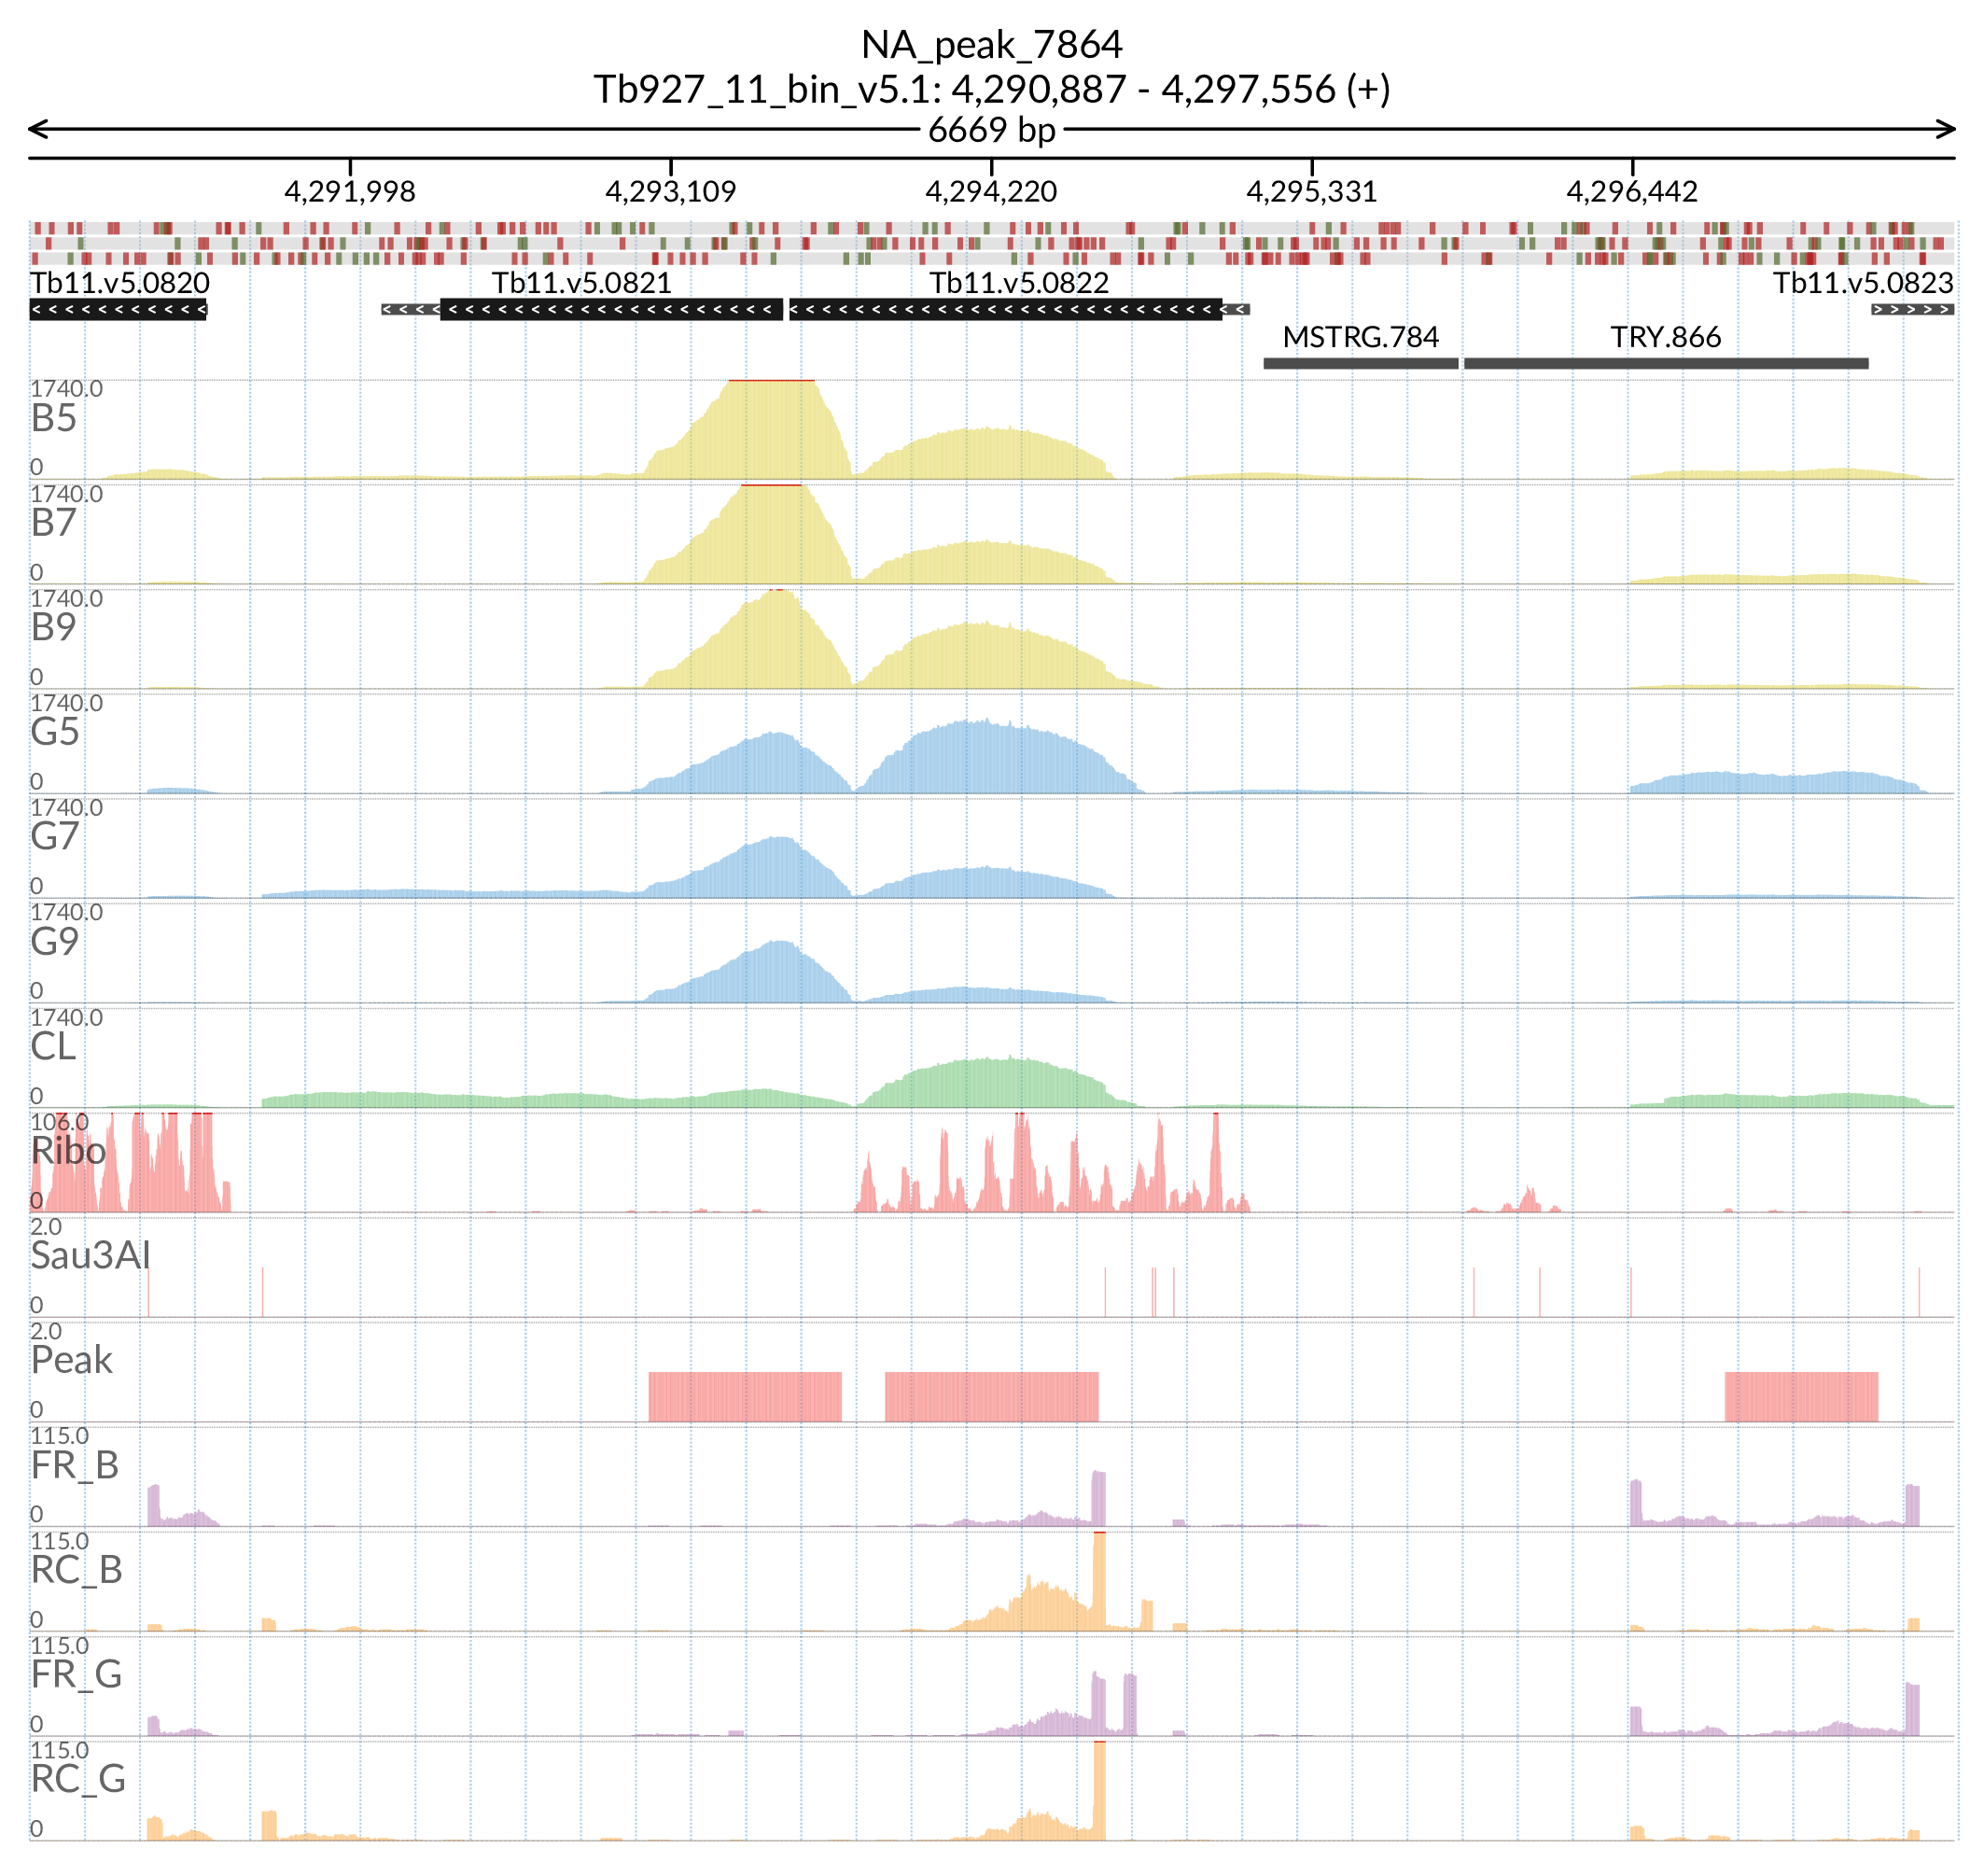 NA_peak_7864
Tb927_11_bin_v5.1: 4,290,887 - 4,297,556 (+)
6669 bp
4,291,998 4,293,109 4,294,220 4,295,331 4,296,442
Tb11.v5.0820 Tb11.v5.0821 Tb11.v5.0822 Tb11.v5.0823
MSTRG.784 TRY.866
1740.0
B5
0
1740.0
B7
0
1740.0
B9
0
1740.0
G5
0
1740.0
G7
0
1740.0
G9
0
1740.0
CL
0
106.0
Ribo
0
2.0
Sau3AI
0
2.0
Peak
0
115.0
FR_B
0
115.0
RC_B
0
115.0
FR_G
0
115.0
RC_G
0